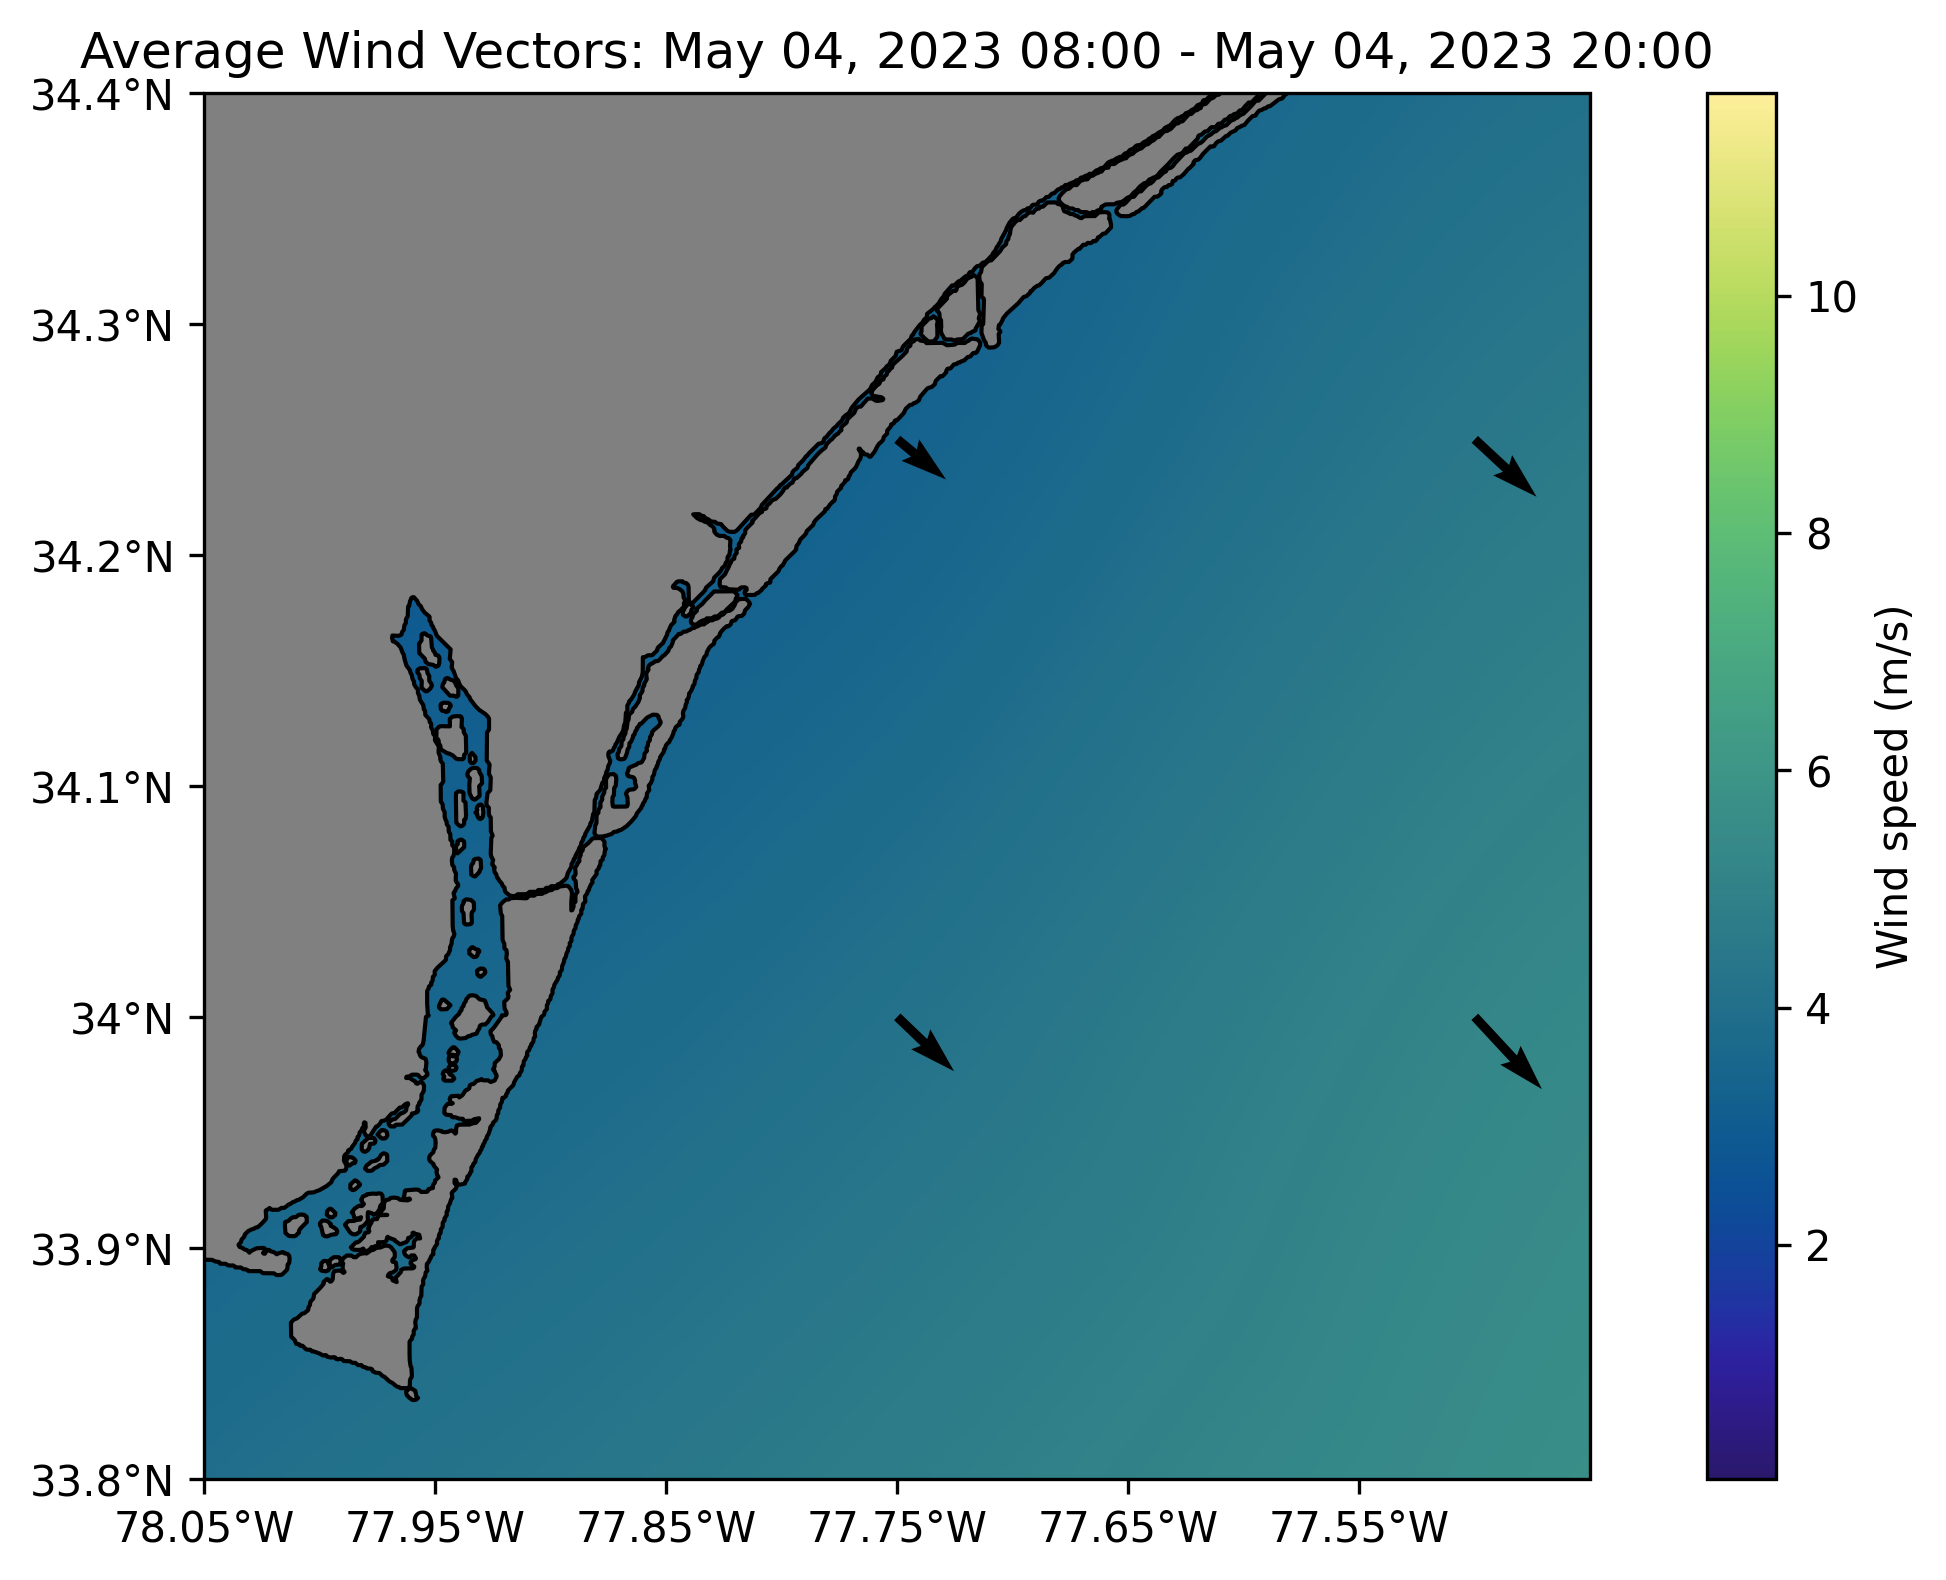 Average Wind Vectors: May 04, 2023 08:00 - May 04, 2023 20:00
34.4°N
34.3°N
34.2°N
34.1°N
34°N
33.9°N
33.8°N
78.05°W
77.95°W
77.85°W
77.75°W
77.65°W
77.55°W
10
8
6
4
2
Wind speed (m/s)